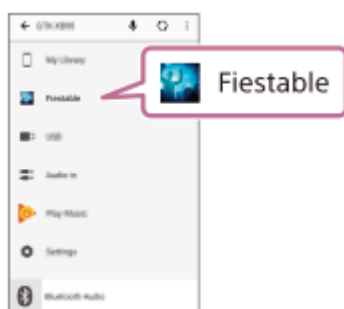 GTK-XB90
My Library
Fiestable
Fiestable
USB
Audio in
Play Music
Settings
Bluetooth Audio